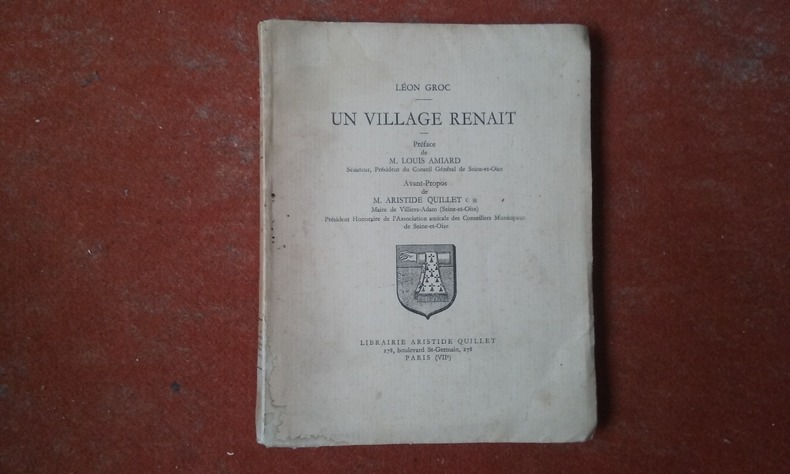 LÉON GROC
UN VILLAGE RENAIT
Préface
de
M. LOUIS AMIARD
Sénateur, Président du Conseil Général de Seine-et-Oise
Avant-Propos
de
M. ARISTIDE QUILLET
Maire de Villiers-Adam (Seine-et-Oise)
Président Honoraire de l'Association amicale des Conseillers Municipaux
de Seine-et-Oise
LIBRAIRIE ARISTIDE QUILLET
278, boulevard St-Germain, 278
PARIS (VIIe)